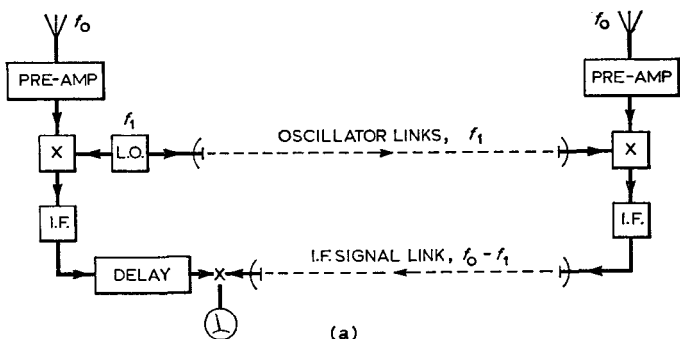 f₀ f₀
PRE-AMP PRE-AMP
f₁
X L.O. OSCILLATOR LINKS, f₁ X
I.F. I.F.
DELAY X I.F. SIGNAL LINK, f₀ - f₁
(a)